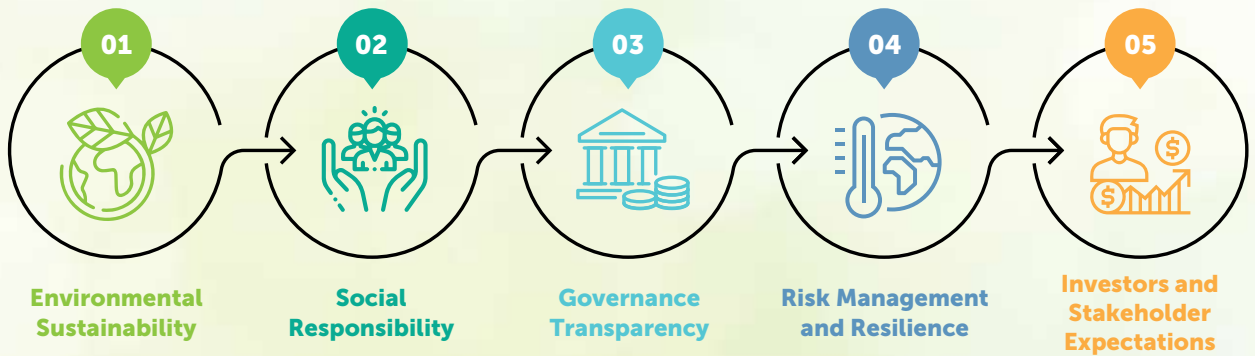 01
02
03
04
05
Environmental
Sustainability
Social
Responsibility
Governance
Transparency
Risk Management
and Resilience
Investors and
Stakeholder
Expectations
$
$